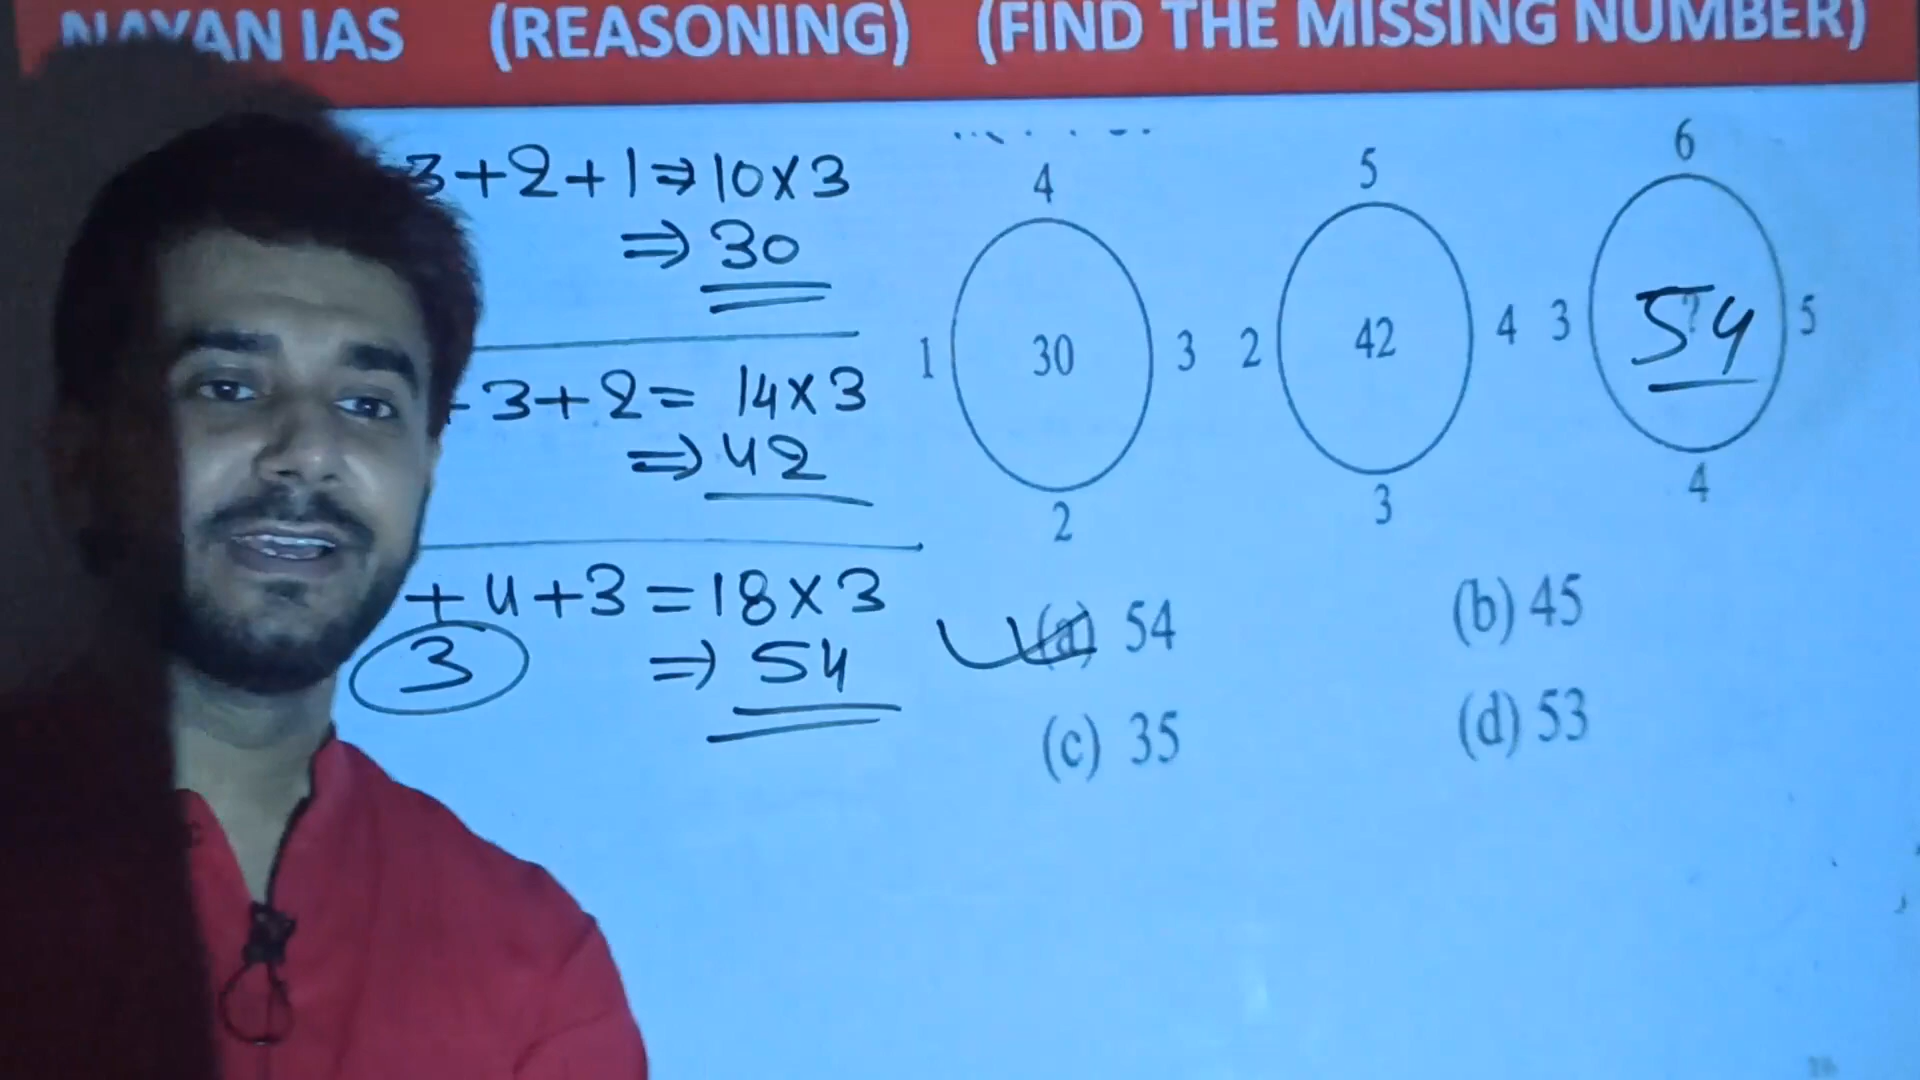 NAYAN IAS (REASONING) (FIND THE MISSING NUMBER)
3+2+1⇒10×3
⇒30
3+2= 14×3
⇒42
+4+3=18×3
3
⇒54
4
1 30 3
2
5
2 42 4
3
6
3 54 5
4
(a) 54
(b) 45
(c) 35
(d) 53